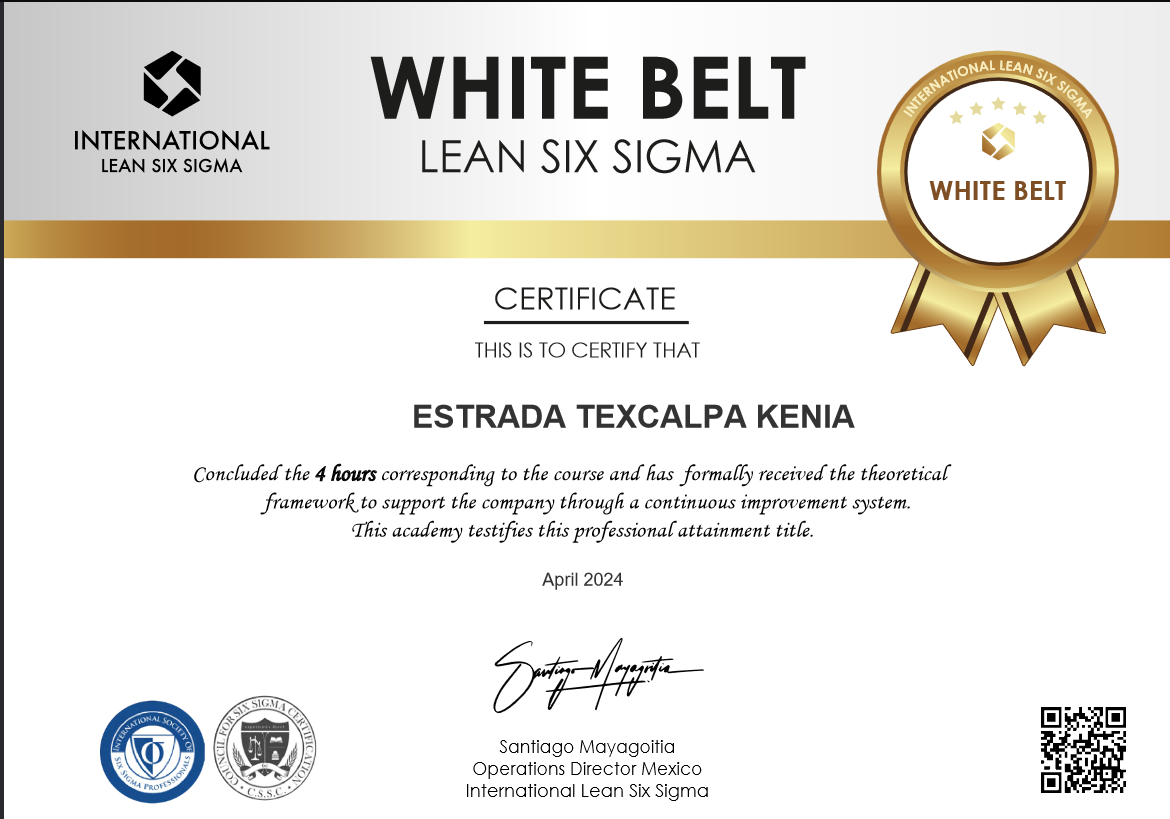 INTERNATIONAL
LEAN SIX SIGMA
WHITE BELT
LEAN SIX SIGMA
INTERNATIONAL LEAN SIX SIGMA
WHITE BELT
CERTIFICATE
THIS IS TO CERTIFY THAT
ESTRADA TEXCALPA KENIA
Concluded the 4 hours corresponding to the course and has formally received the theoretical
framework to support the company through a continuous improvement system.
This academy testifies this professional attainment title.
April 2024
Santiago Mayagoitia
INTERNATIONAL SOCIETY OF
SIX SIGMA PROFESSIONALS
COUNCIL FOR SIX SIGMA CERTIFICATION
C.S.S.C.
Santiago Mayagoitia
Operations Director Mexico
International Lean Six Sigma